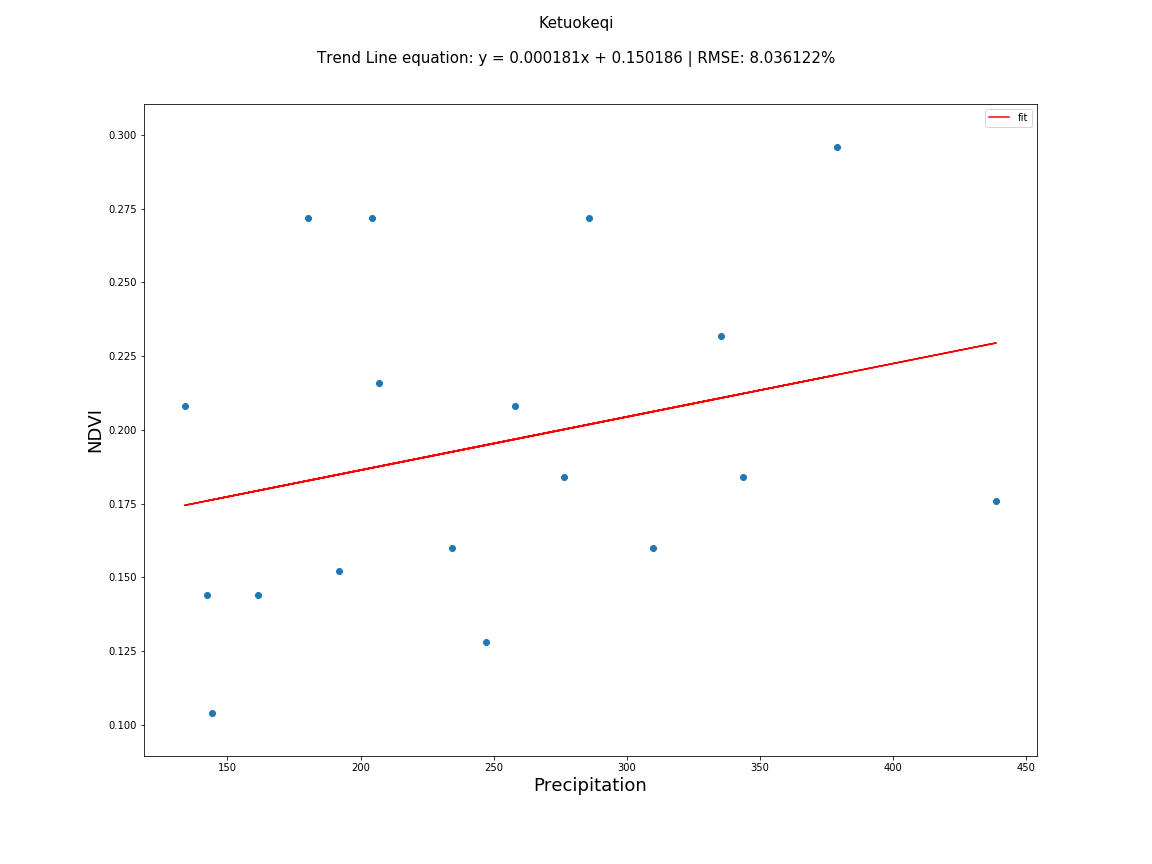 Ketuokeqi
Trend Line equation: y = 0.000181x + 0.150186 | RMSE: 8.036122%
fit
0.300
0.275
0.250
0.225
0.200
0.175
0.150
0.125
0.100
NDVI
150 200 250 300 350 400 450
Precipitation